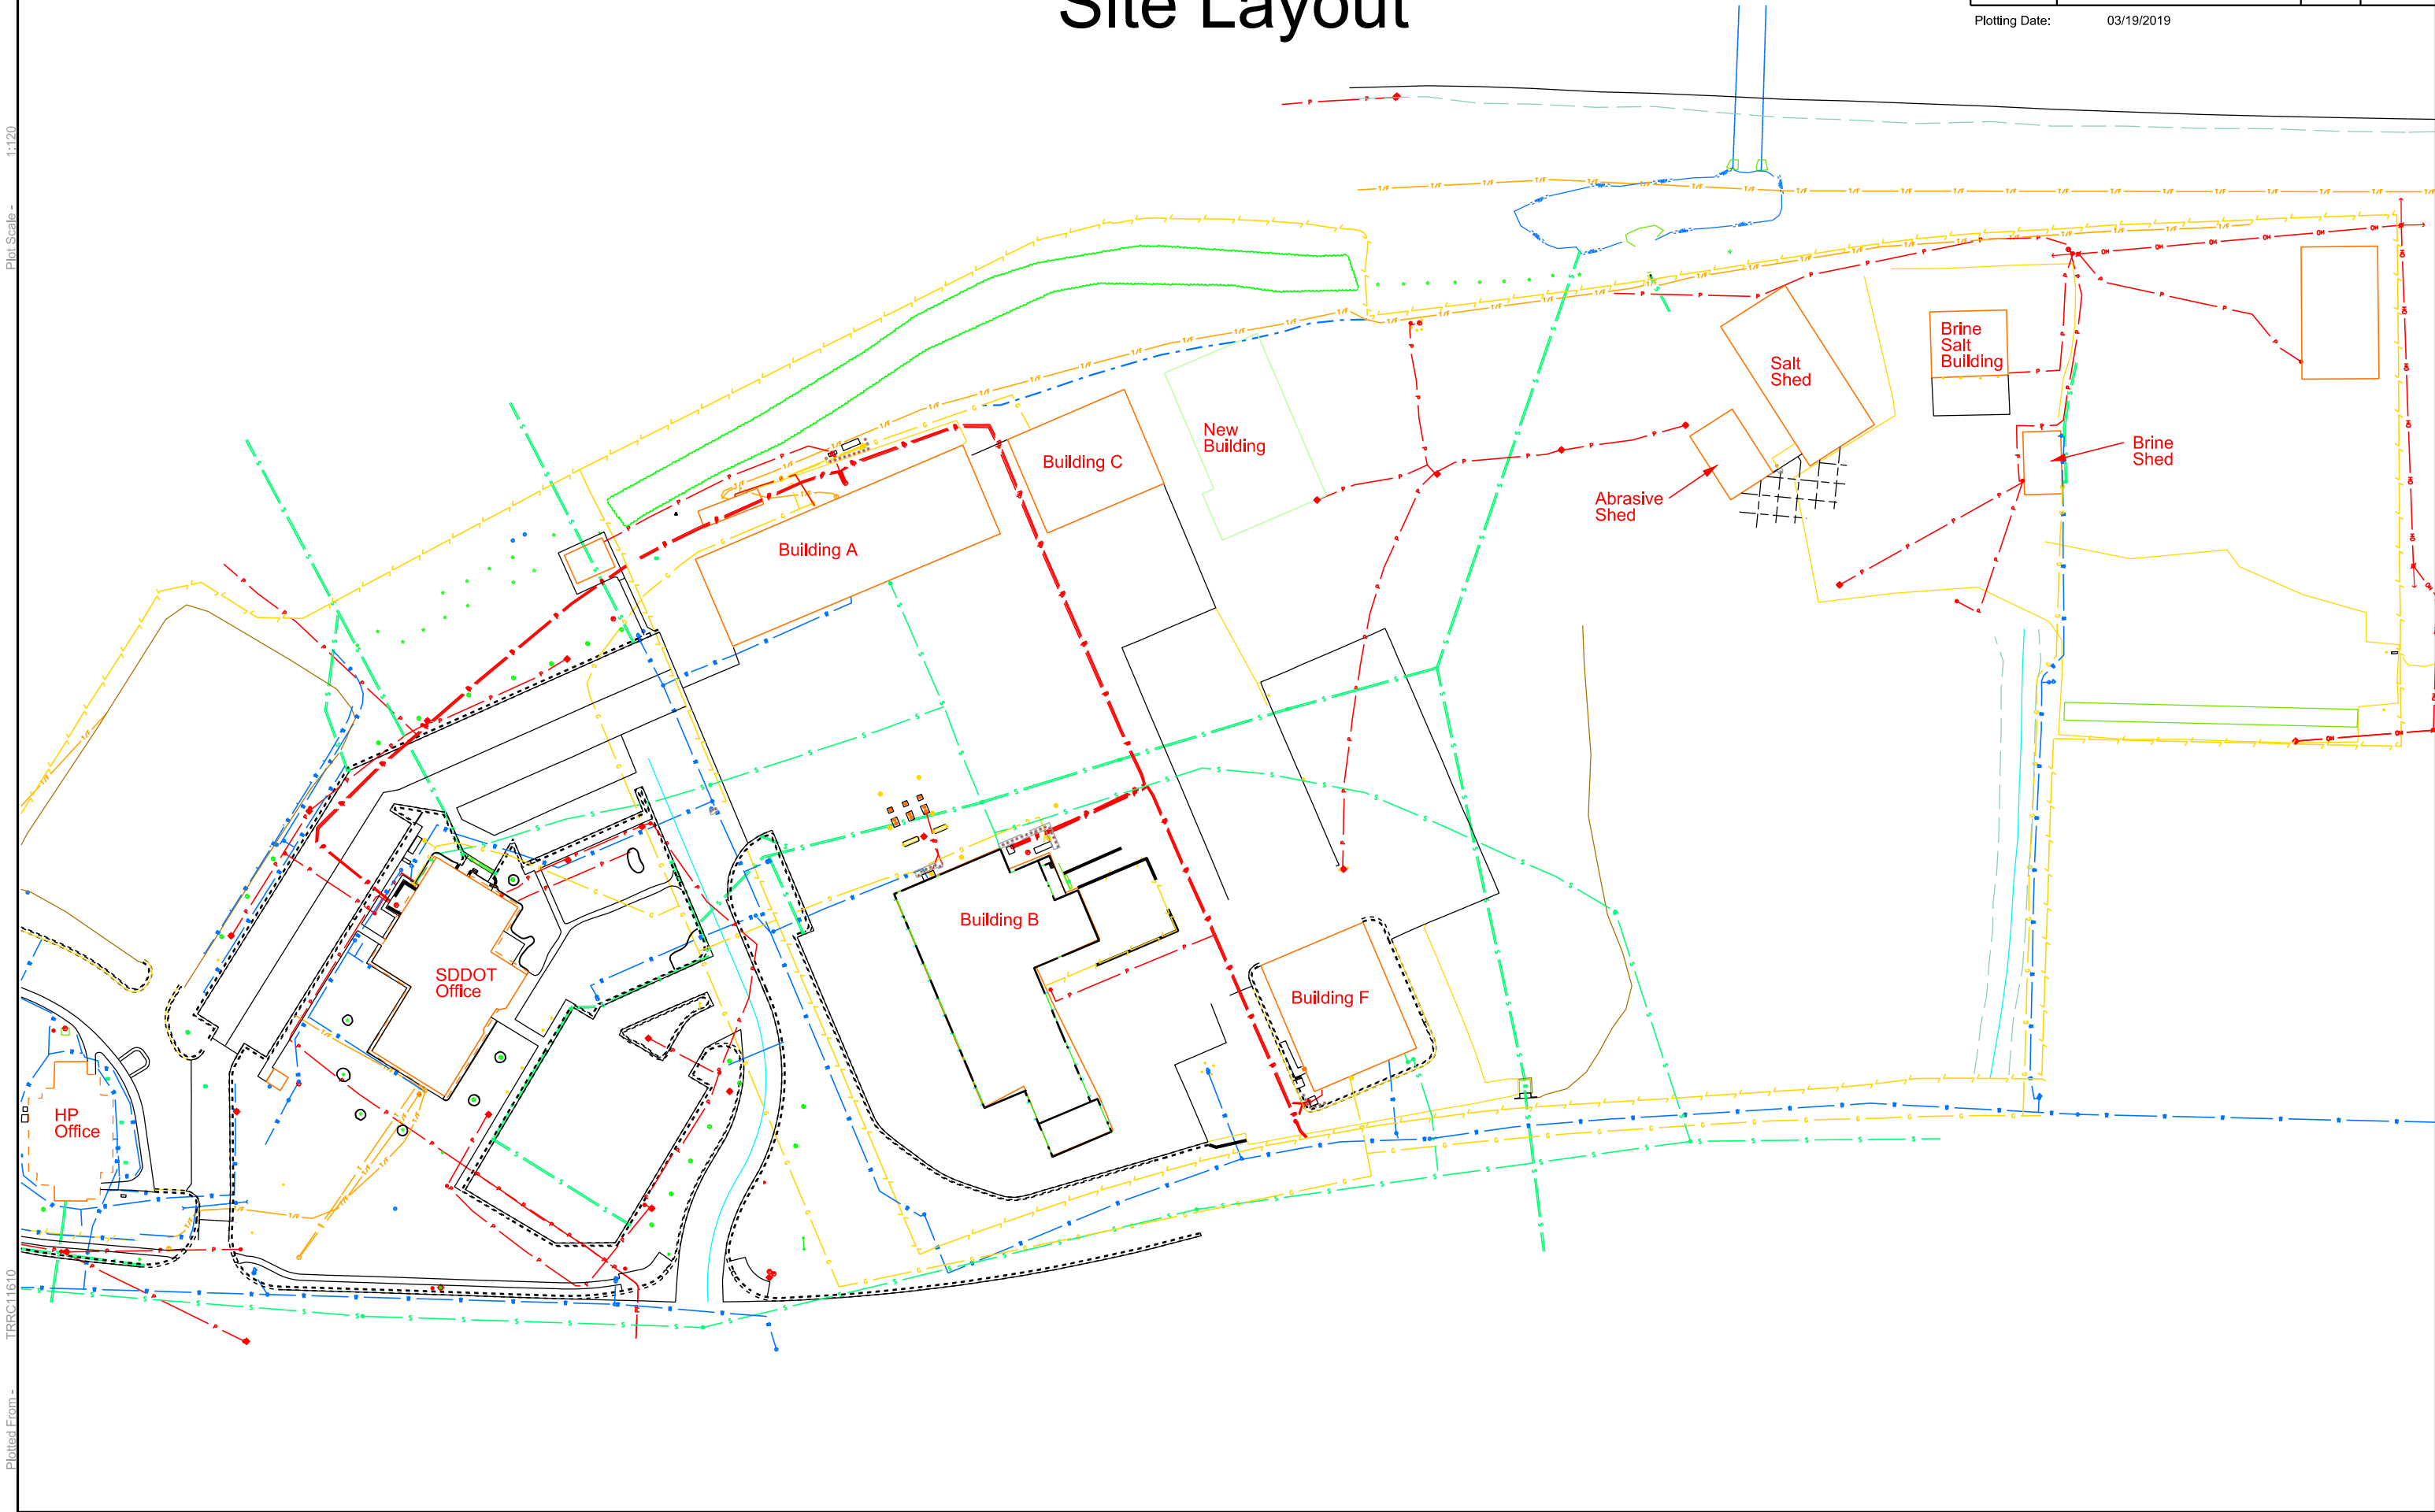 Site Layout
Plotting Date: 03/19/2019
Plot Scale - 1:120
New
Building
Building C
Building A
Salt
Shed
Brine
Salt
Building
Brine
Shed
Abrasive
Shed
Building B
SDDOT
Office
Building F
HP
Office
Plotted From - TRRC11610